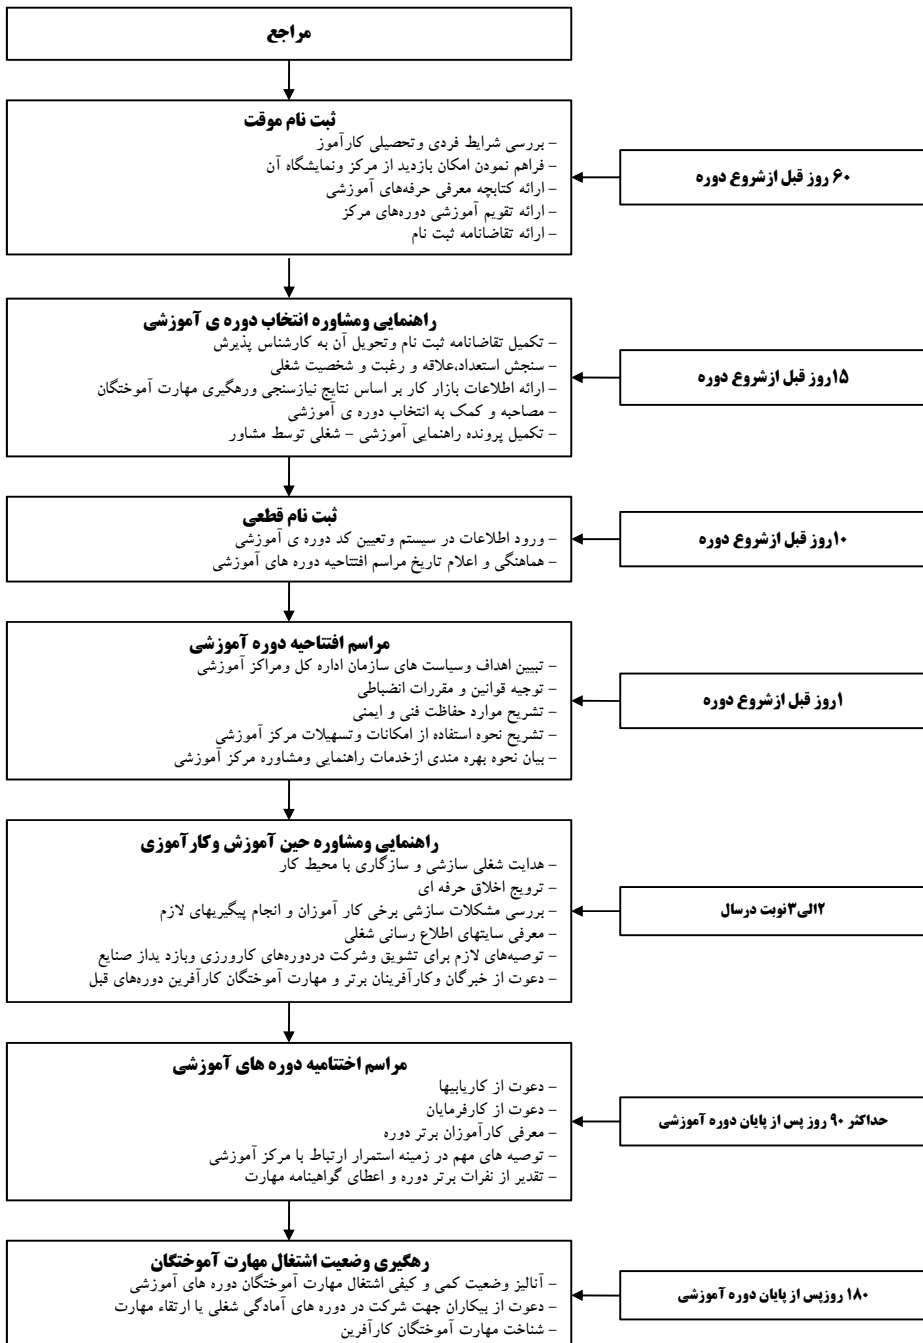 مراجع
ثبت نام موقت
- بررسی شرایط فردی وتحصیلی کارآموز
- فراهم نمودن امکان بازدید از مرکز ونمایشگاه آن
- ارائه کتابچه معرفی حرفه‌های آموزشی
- ارائه تقویم آموزشی دوره‌های مرکز
- ارائه تقاضانامه ثبت نام
۶۰ روز قبل ازشروع دوره
راهنمایی ومشاوره انتخاب دوره ی آموزشی
- تکمیل تقاضانامه ثبت نام وتحویل آن به کارشناس پذیرش
- سنجش استعداد،علاقه و رغبت و شخصیت شغلی
- ارائه اطلاعات بازار کار بر اساس نتایج نیازسنجی ورهگیری مهارت آموختگان
- مصاحبه و کمک به انتخاب دوره ی آموزشی
- تکمیل پرونده راهنمایی آموزشی - شغلی توسط مشاور
۱۵روز قبل ازشروع دوره
ثبت نام قطعی
- ورود اطلاعات در سیستم وتعیین کد دوره ی آموزشی
- هماهنگی و اعلام تاریخ مراسم افتتاحیه دوره های آموزشی
۱۰روز قبل ازشروع دوره
مراسم افتتاحیه دوره آموزشی
- تبیین اهداف وسیاست های سازمان اداره کل ومراکز آموزشی
- توجیه قوانین و مقررات انضباطی
- تشریح موارد حفاظت فنی و ایمنی
- تشریح نحوه استفاده از امکانات وتسهیلات مرکز آموزشی
- بیان نحوه بهره مندی ازخدمات راهنمایی ومشاوره مرکز آموزشی
۱روز قبل ازشروع دوره
راهنمایی ومشاوره حین آموزش وکارآموزی
- هدایت شغلی سازشی و سازگاری با محیط کار
- ترویج اخلاق حرفه ای
- بررسی مشکلات سازشی برخی کار آموزان و انجام پیگیریهای لازم
- معرفی سایتهای اطلاع رسانی شغلی
- توصیه‌های لازم برای تشویق وشرکت دردوره‌های کارورزی وبازد یداز صنایع
- دعوت از خبرگان وکارآفرینان برتر و مهارت آموختگان کارآفرین دوره‌های قبل
۲الی۳نوبت درسال
مراسم اختتامیه دوره های آموزشی
- دعوت از کاریابیها
- دعوت از کارفرمایان
- معرفی کارآموزان برتر دوره
- توصیه های مهم در زمینه استمرار ارتباط با مرکز آموزشی
- تقدیر از نفرات برتر دوره و اعطای گواهینامه مهارت
حداکثر ۹۰ روز پس از پایان دوره آموزشی
رهگیری وضعیت اشتغال مهارت آموختگان
- آنالیز وضعیت کمی و کیفی اشتغال مهارت آموختگان دوره های آموزشی
- دعوت از بیکاران جهت شرکت در دوره های آمادگی شغلی یا ارتقاء مهارت
- شناخت مهارت آموختگان کارآفرین
۱۸۰ روزپس از پایان دوره آموزشی